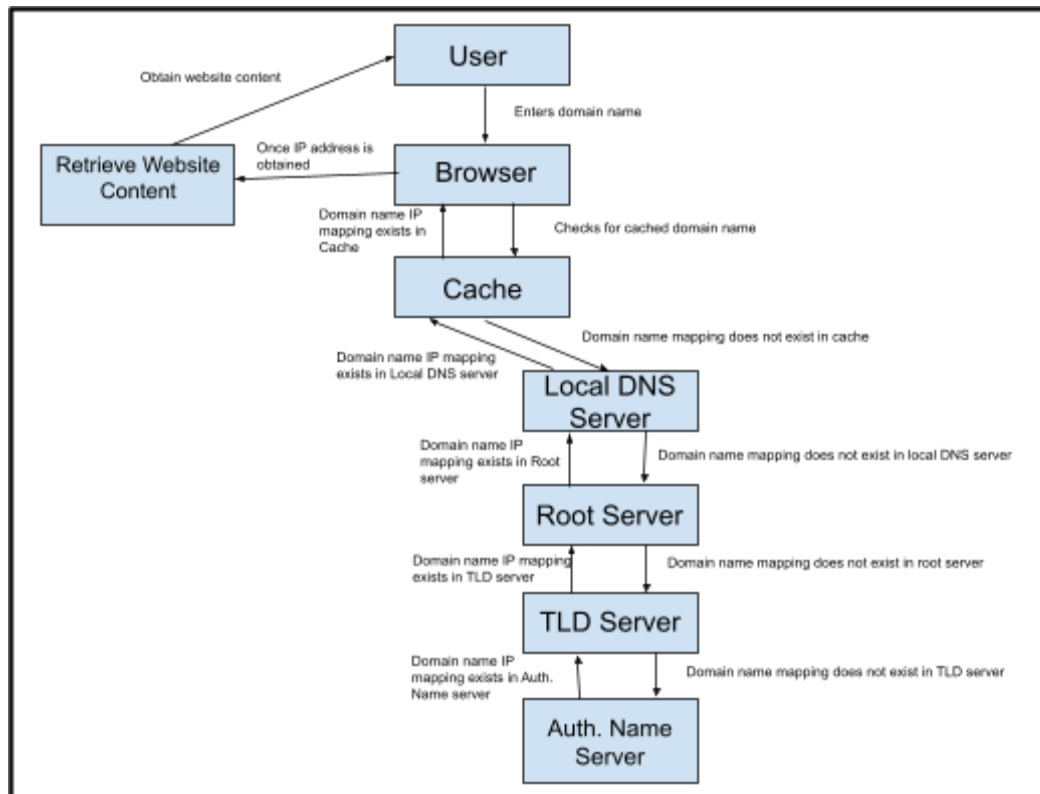 User
Obtain website content
Enters domain name
Retrieve Website
Content
Once IP address is
obtained
Browser
Domain name IP
mapping exists in
Cache
Checks for cached domain name
Cache
Domain name mapping does not exist in cache
Domain name IP mapping
exists in Local DNS server
Local DNS
Server
Domain name IP
mapping exists in Root
server
Domain name mapping does not exist in local DNS server
Root Server
Domain name IP mapping
exists in TLD server
Domain name mapping does not exist in root server
TLD Server
Domain name IP
mapping exists in Auth.
Name server
Domain name mapping does not exist in TLD server
Auth. Name
Server